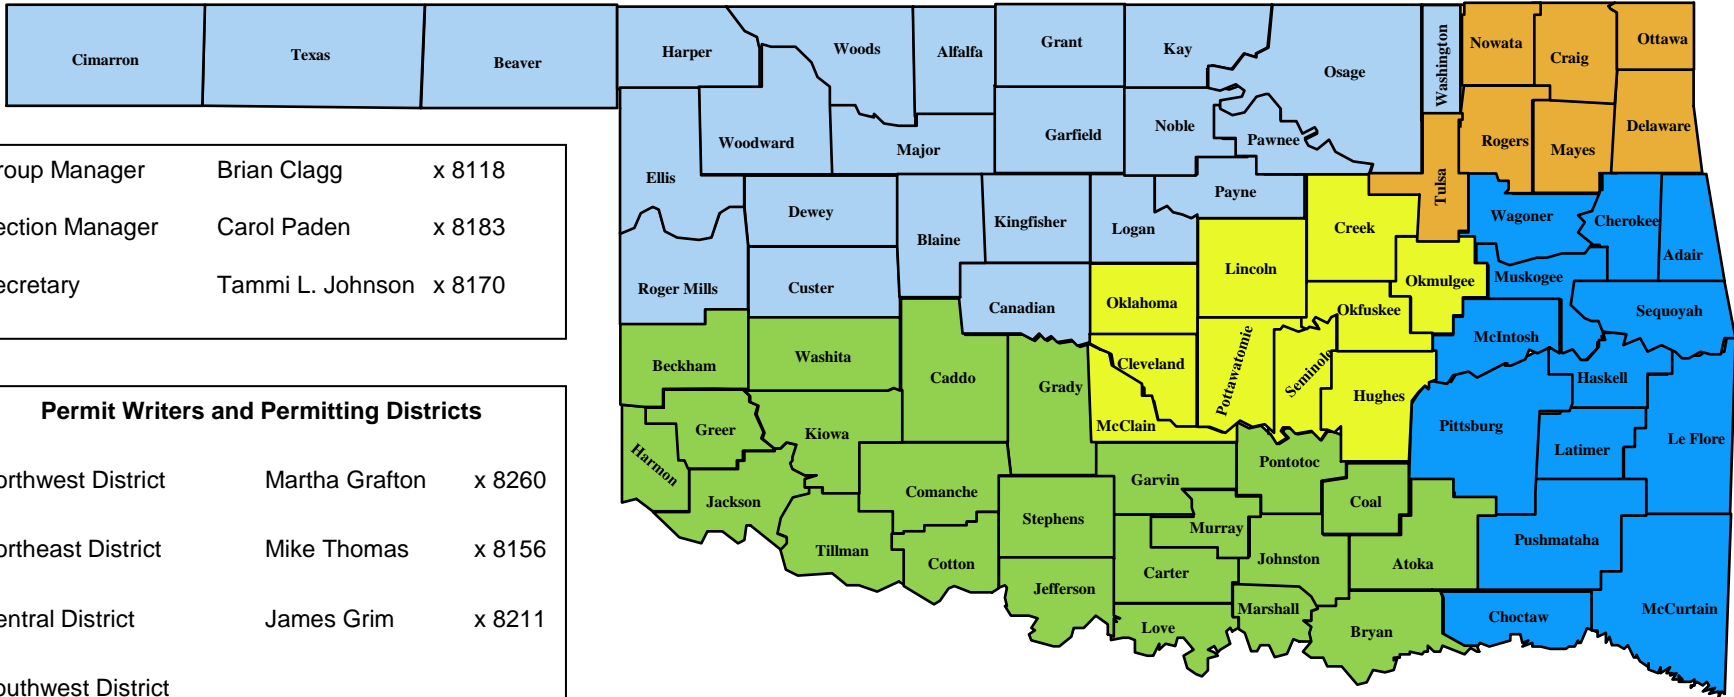 Cimarron
Texas
Beaver
Harper
Woods
Alfalfa
Grant
Kay
Osage
Washington
Nowata
Craig
Ottawa
Woodward
Major
Garfield
Noble
Pawnee
Rogers
Mayes
Delaware
Ellis
Dewey
Blaine
Kingfisher
Logan
Payne
Creek
Tulsa
Wagoner
Cherokee
Adair
Roger Mills
Custer
Canadian
Oklahoma
Lincoln
Okmulgee
Muskogee
Sequoyah
Okfuskee
McIntosh
Beckham
Washita
Caddo
Grady
Cleveland
Pottawatomie
Seminole
Hughes
Haskell
Harmon
Greer
Kiowa
McClain
Pittsburg
Latimer
Le Flore
Jackson
Comanche
Garvin
Pontotoc
Coal
Tillman
Cotton
Stephens
Murray
Johnston
Atoka
Pushmataha
Jefferson
Carter
Love
Marshall
Bryan
Choctaw
McCurtain
roup Manager Brian Clagg x 8118
ection Manager Carol Paden x 8183
ecretary Tammi L. Johnson x 8170
Permit Writers and Permitting Districts
orthwest District Martha Grafton x 8260
ortheast District Mike Thomas x 8156
entral District James Grim x 8211
outhwest District